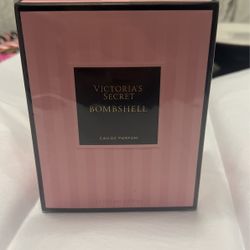 VICTORIA'S
SECRET
BOMBSHELL
EAU DE PARFUM